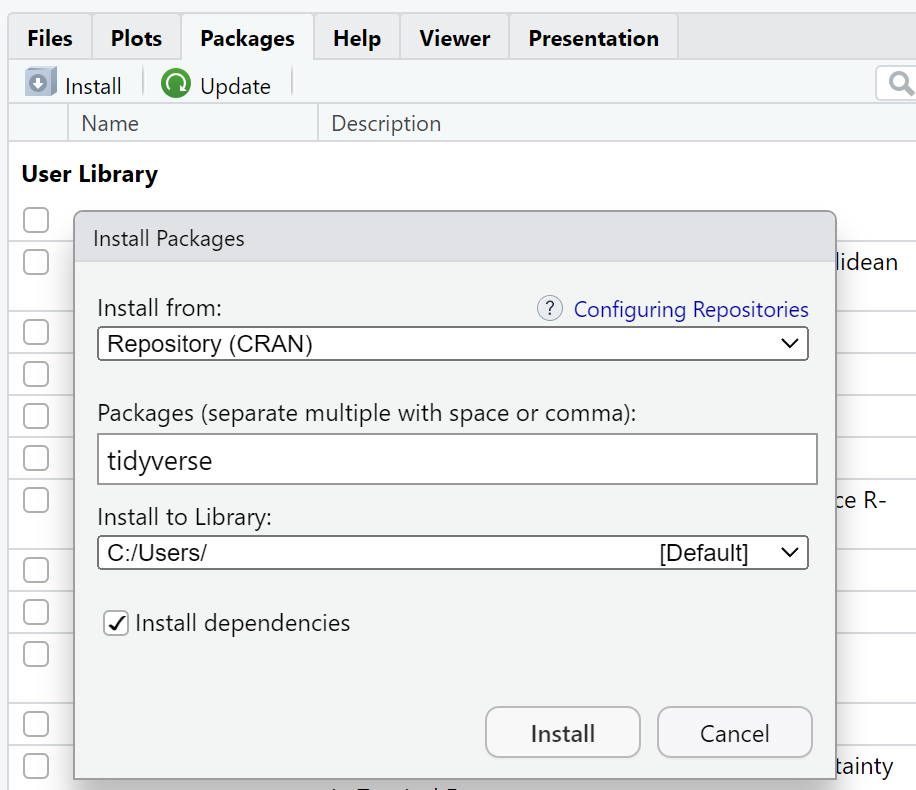 Files Plots Packages Help Viewer Presentation
Install Update
Name Description
User Library
Install Packages
lidean
Install from: ? Configuring Repositories
Repository (CRAN)
Packages (separate multiple with space or comma):
tidyverse
ce R-
Install to Library:
C:/Users/ [Default]
Install dependencies
Install Cancel
tainty